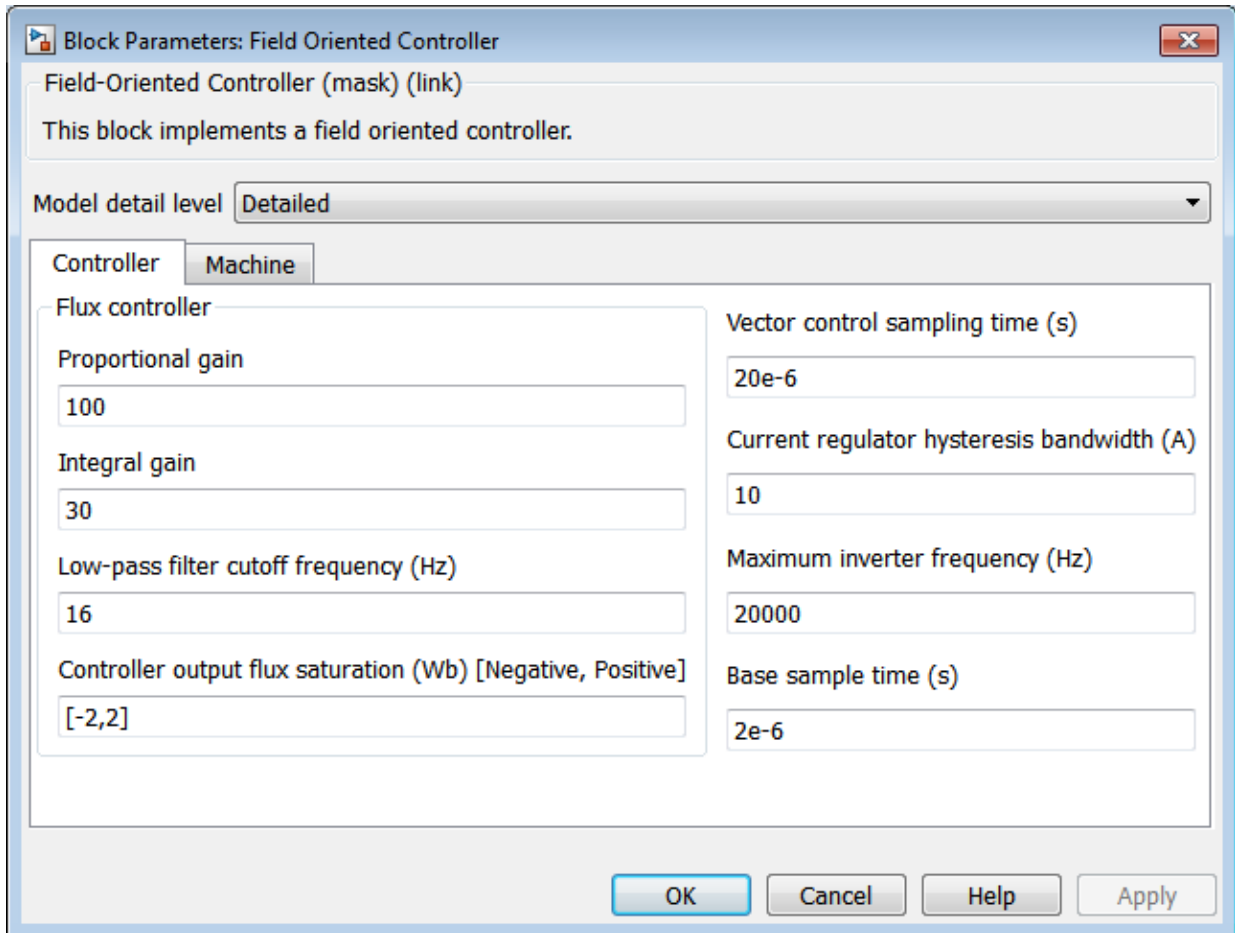 Block Parameters: Field Oriented Controller
Field-Oriented Controller (mask) (link)
This block implements a field oriented controller.
Model detail level Detailed
Controller Machine
Flux controller
Proportional gain
100
Integral gain
30
Low-pass filter cutoff frequency (Hz)
16
Controller output flux saturation (Wb) [Negative, Positive]
[-2,2]
Vector control sampling time (s)
20e-6
Current regulator hysteresis bandwidth (A)
10
Maximum inverter frequency (Hz)
20000
Base sample time (s)
2e-6
OK Cancel Help Apply